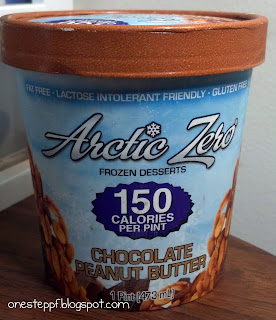 FAT FREE · LACTOSE INTOLERANT FRIENDLY · GLUTEN FREE
Arctic Zero
FROZEN DESSERTS
150
CALORIES
PER PINT
CHOCOLATE
PEANUT BUTTER
1 Pint (473 mL)
onesteppf.blogspot.com